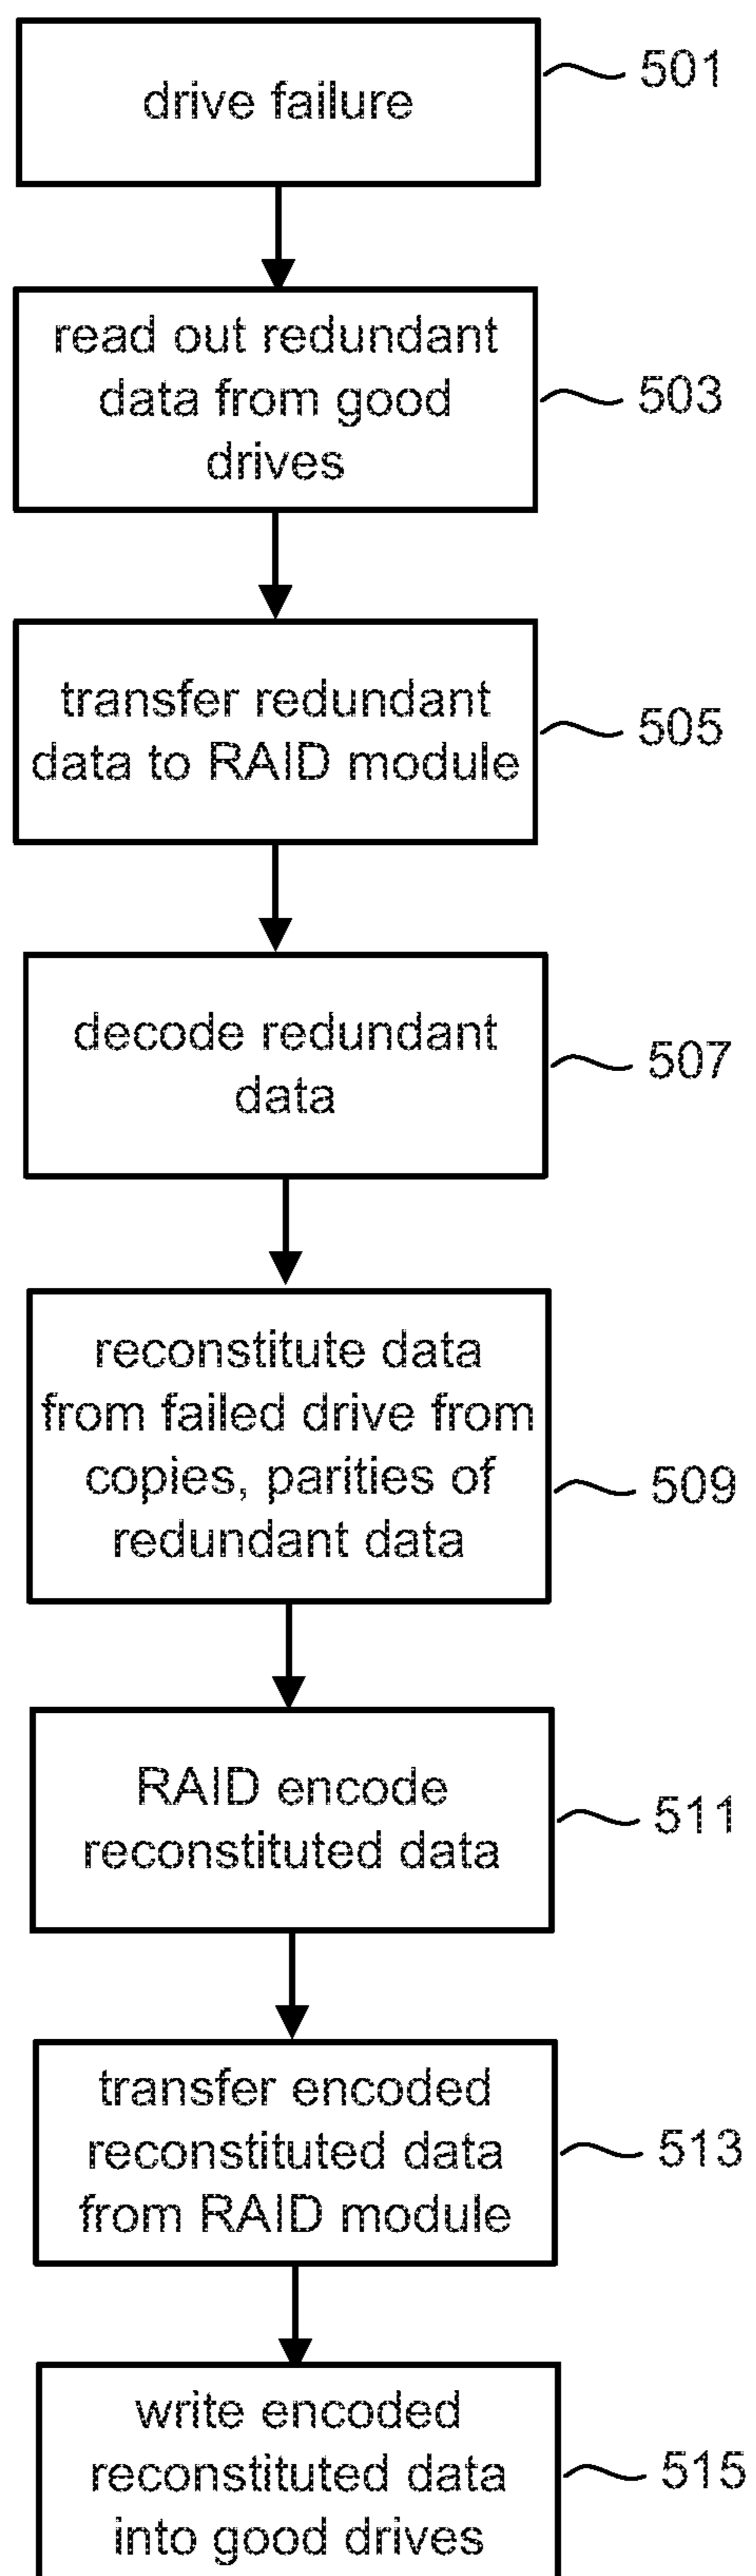 drive failure
501
read out redundant
data from good
drives
503
transfer redundant
data to RAID module
505
decode redundant
data
507
reconstitute data
from failed drive from
copies, parities of
redundant data
509
RAID encode
reconstituted data
511
transfer encoded
reconstituted data
from RAID module
513
write encoded
reconstituted data
into good drives
515